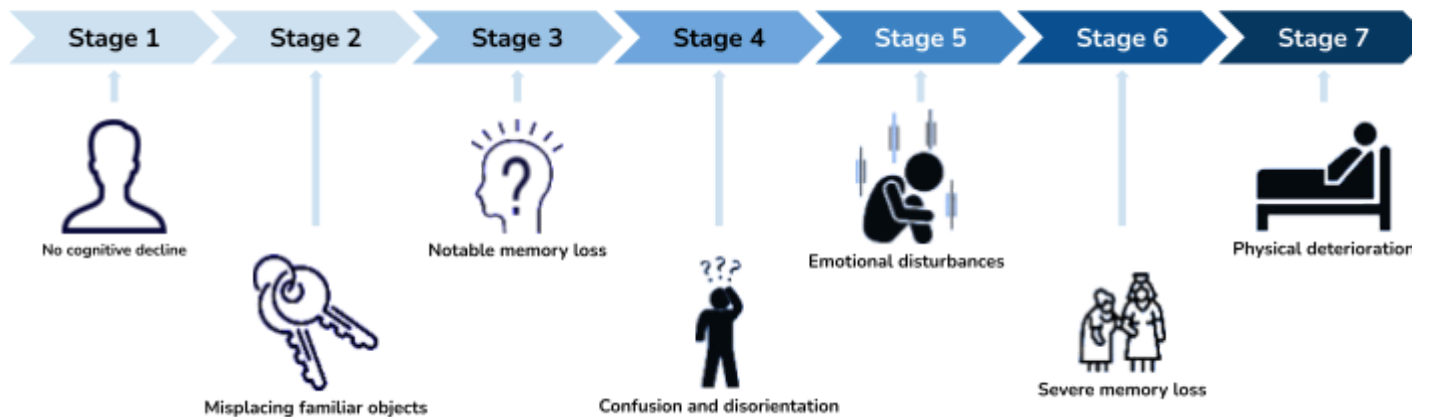 Stage 1
Stage 2
Stage 3
Stage 4
Stage 5
Stage 6
Stage 7
? ? ?
?
No cognitive decline
Notable memory loss
Emotional disturbances
Physical deterioration
Misplacing familiar objects
Confusion and disorientation
Severe memory loss